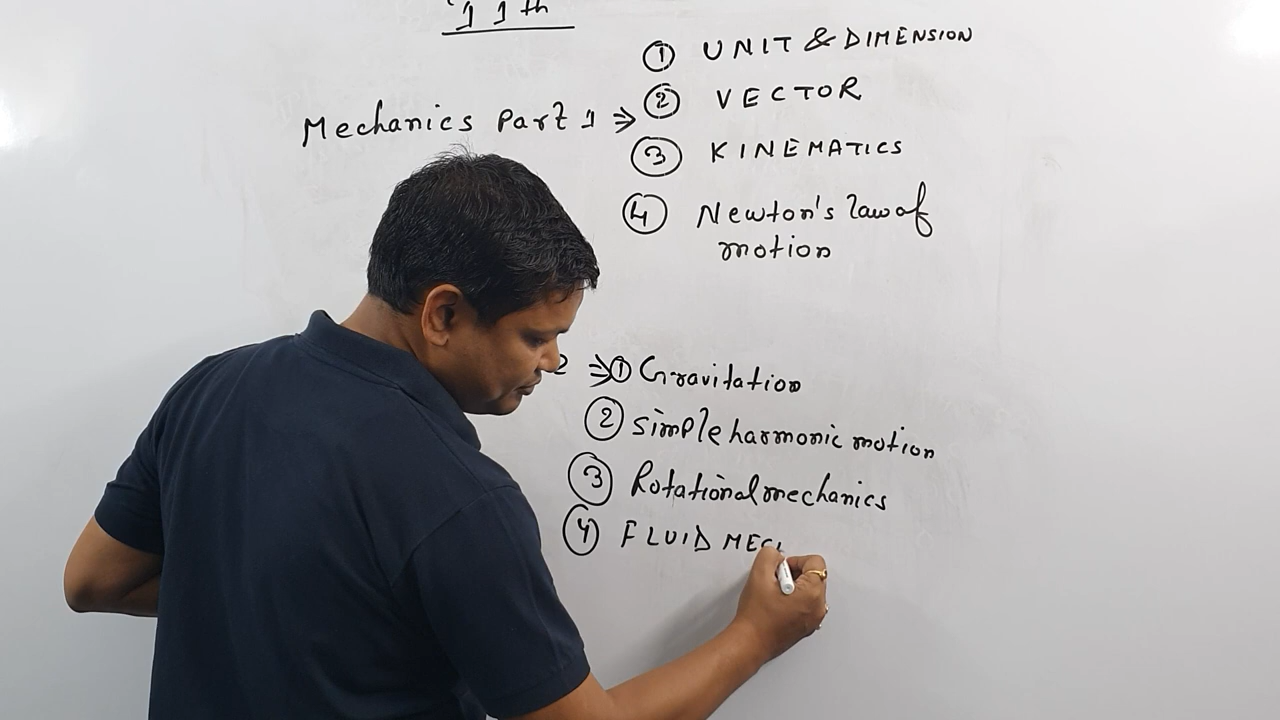 11th
① UNIT & DIMENSION
Mechanics Part 1 ⇒ ② VECTOR
③ KINEMATICS
④ Newton's law of
motion
2 ⇒ ① Gravitation
② simple harmonic motion
③ Rotational mechanics
④ FLUID MEC